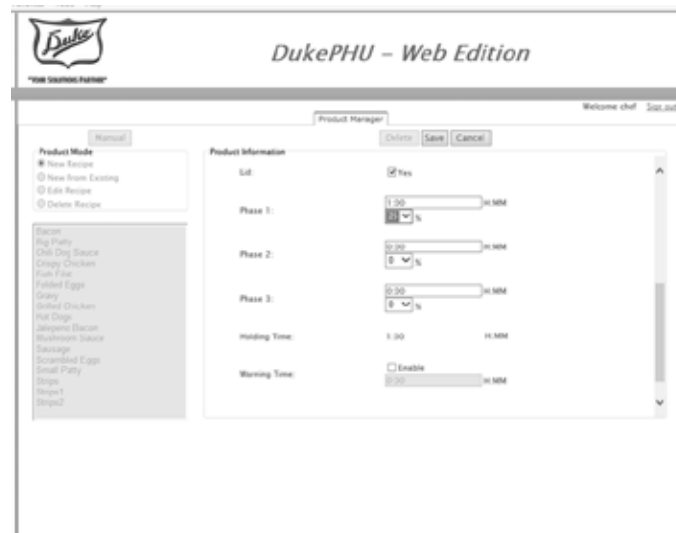 Duke
"YOUR SOLUTIONS PARTNER"
DukePHU – Web Edition
Welcome chef Sign out
Product Manager
Manual
Delete Save Cancel
Product Mode
New Recipe
New from Existing
Edit Recipe
Delete Recipe
Bacon
Big Patty
Chili Dog Sauce
Crispy Chicken
Fish Filet
Folded Eggs
Gravy
Grilled Chicken
Hot Dogs
Jalepeno Bacon
Mushroom Sauce
Sausage
Scrambled Eggs
Small Patty
Strips
Strips1
Strips2
Product Information
Lid: Yes
Phase 1: 1:30 H:MM
%
Phase 2: 0:30 H:MM
0 %
Phase 3: 0:30 H:MM
0 %
Holding Time: 1:30 H:MM
Warning Time: Enable
0:30 H:MM